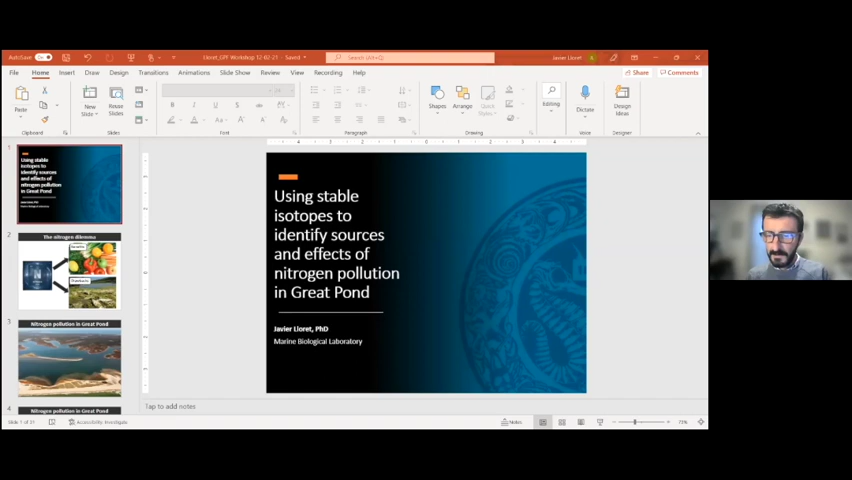 AutoSave
On
Lloret_GPF Workshop 12-02-21 - Saved
Search (Alt+Q)
Javier Lloret
File
Home
Insert
Draw
Design
Transitions
Animations
Slide Show
Review
View
Recording
Help
Share
Comments
Paste
New
Slide
Reuse
Slides
Shapes
Arrange
Quick
Styles
Editing
Dictate
Design
Ideas
Clipboard
Slides
Font
Paragraph
Drawing
Voice
Designer
1
Using stable
isotopes to
identify sources
and effects of
nitrogen pollution
in Great Pond
2
The nitrogen dilemma
3
Nitrogen pollution in Great Pond
4
Nitrogen pollution in Great Pond
Using stable
isotopes to
identify sources
and effects of
nitrogen pollution
in Great Pond
Javier Lloret, PhD
Marine Biological Laboratory
Tap to add notes
Accessibility: Investigate
Notes